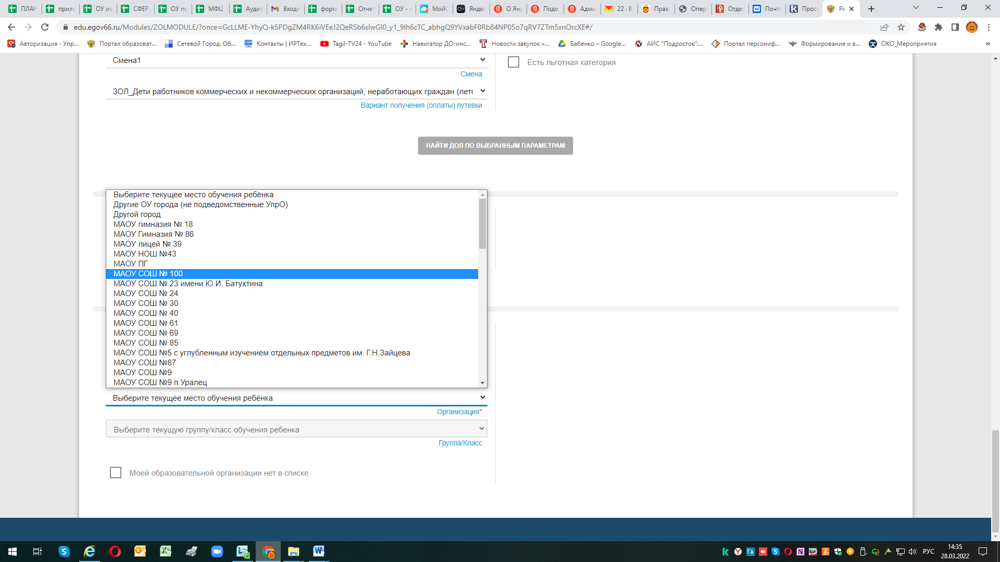 ПЛАН
прило
ОУ из
СФЕР
ОУ по
МФЦ
Аудит
Входя
форм
Отчет
ОУ -
МойО
Яндек
О Янд
Поде
Адми
22 · В
Прав
Опер
Отдел
Почта
Прос
Ре
edu.egov66.ru/Modules/ZOLMODULE/?once=GcLLME-YhyQ-k5PDgZM4RK6iVEeJ2QeRSb6slwGl0_y1_9Ih6cTC_abhgQ9YVxabF0Rb84NP05o7qRV7ZTm5xnOrcXE#/
Авторизация - Упр...
Портал образоват...
Сетевой Город. Об...
Контакты | ИРТех:...
Tagil-TV24 - YouTube
Навигатор ДО-инс...
Новости закупок «...
Бабенко – Google...
АИС "Подросток":...
Портал персониф...
Формирование и в...
ОКО_Мероприятия
»
Смена1
Смена
Есть льготная категория
ЗОЛ_Дети работников коммерческих и некоммерческих организаций, неработающих граждан (лето
Вариант получения (оплаты) путевки
НАЙТИ ДОЛ ПО ВЫБРАННЫМ ПАРАМЕТРАМ
Выберите текущее место обучения ребёнка
Другие ОУ города (не подведомственные УпрО)
Другой город
МАОУ гимназия № 18
МАОУ Гимназия № 86
МАОУ лицей № 39
МАОУ НОШ №43
МАОУ ПГ
МАОУ СОШ № 100
МАОУ СОШ № 23 имени Ю.И. Батухтина
МАОУ СОШ № 24
МАОУ СОШ № 30
МАОУ СОШ № 40
МАОУ СОШ № 61
МАОУ СОШ № 69
МАОУ СОШ № 85
МАОУ СОШ №5 с углубленным изучением отдельных предметов им. Г.Н.Зайцева
МАОУ СОШ №87
МАОУ СОШ №9
МАОУ СОШ №9 п.Уралец
Выберите текущее место обучения ребёнка
Организация*
Выберите текущую группу/класс обучения ребенка
Группа/Класс
Моей образовательной организации нет в списке
РУС
14:35
28.03.2022